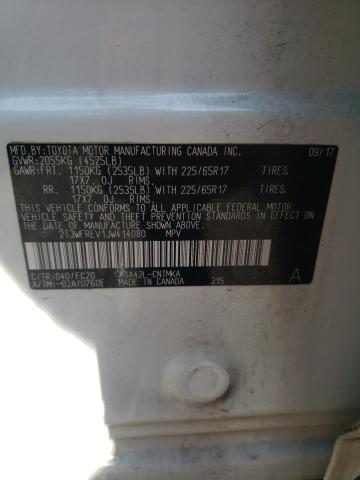 MFD.BY:TOYOTA MOTOR MANUFACTURING CANADA INC. 09/17
GVWR:2055KG (4525LB)
GAWR:FRT. 1150KG (2535LB) WITH 225/65R17 TIRES,
17X7.0J RIMS.
RR. 1150KG (2535LB) WITH 225/65R17 TIRES,
17X7.0J RIMS.
THIS VEHICLE CONFORMS TO ALL APPLICABLE FEDERAL MOTOR
VEHICLE SAFETY AND THEFT PREVENTION STANDARDS IN EFFECT
ON THE DATE OF MANUFACTURE SHOWN ABOVE.
2T3WFREV1JW414080 MPV
C/TR:040/FC20 A
A/TM:-02A/U760E MADE IN CANADA 315